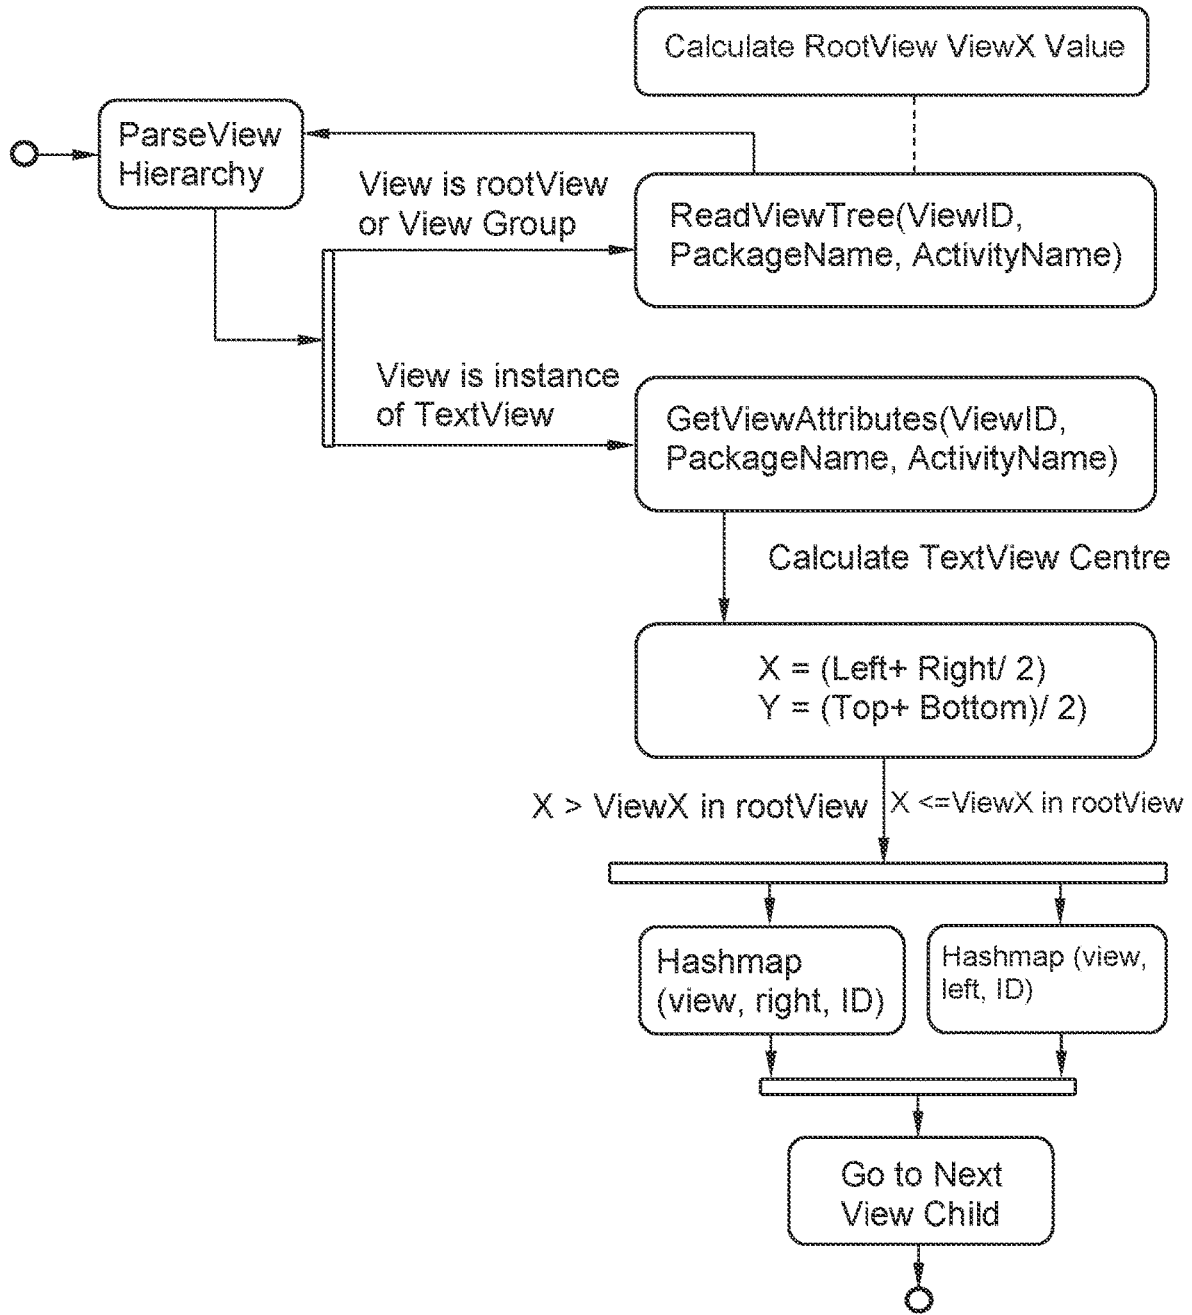 Calculate RootView ViewX Value
ParseView
Hierarchy
View is rootView
or View Group
ReadViewTree(ViewID,
PackageName, ActivityName)
View is instance
of TextView
GetViewAttributes(ViewID,
PackageName, ActivityName)
Calculate TextView Centre
X = (Left+ Right/ 2)
Y = (Top+ Bottom)/ 2)
X > ViewX in rootView
X <=ViewX in rootView
Hashmap
(view, right, ID)
Hashmap (view,
left, ID)
Go to Next
View Child